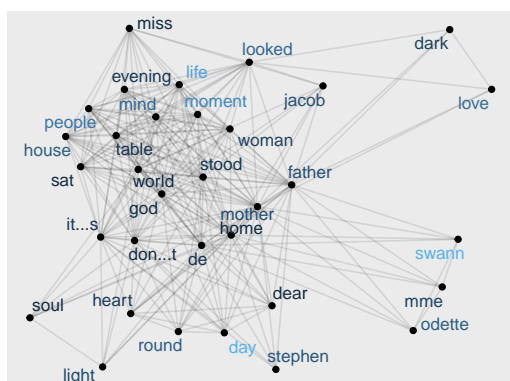 miss
looked
dark
evening
life
mind
moment
jacob
love
people
woman
house
table
stood
sat
world
father
god
mother
it...s
home
don...t
de
swann
soul
heart
dear
mme
odette
round
day
stephen
light